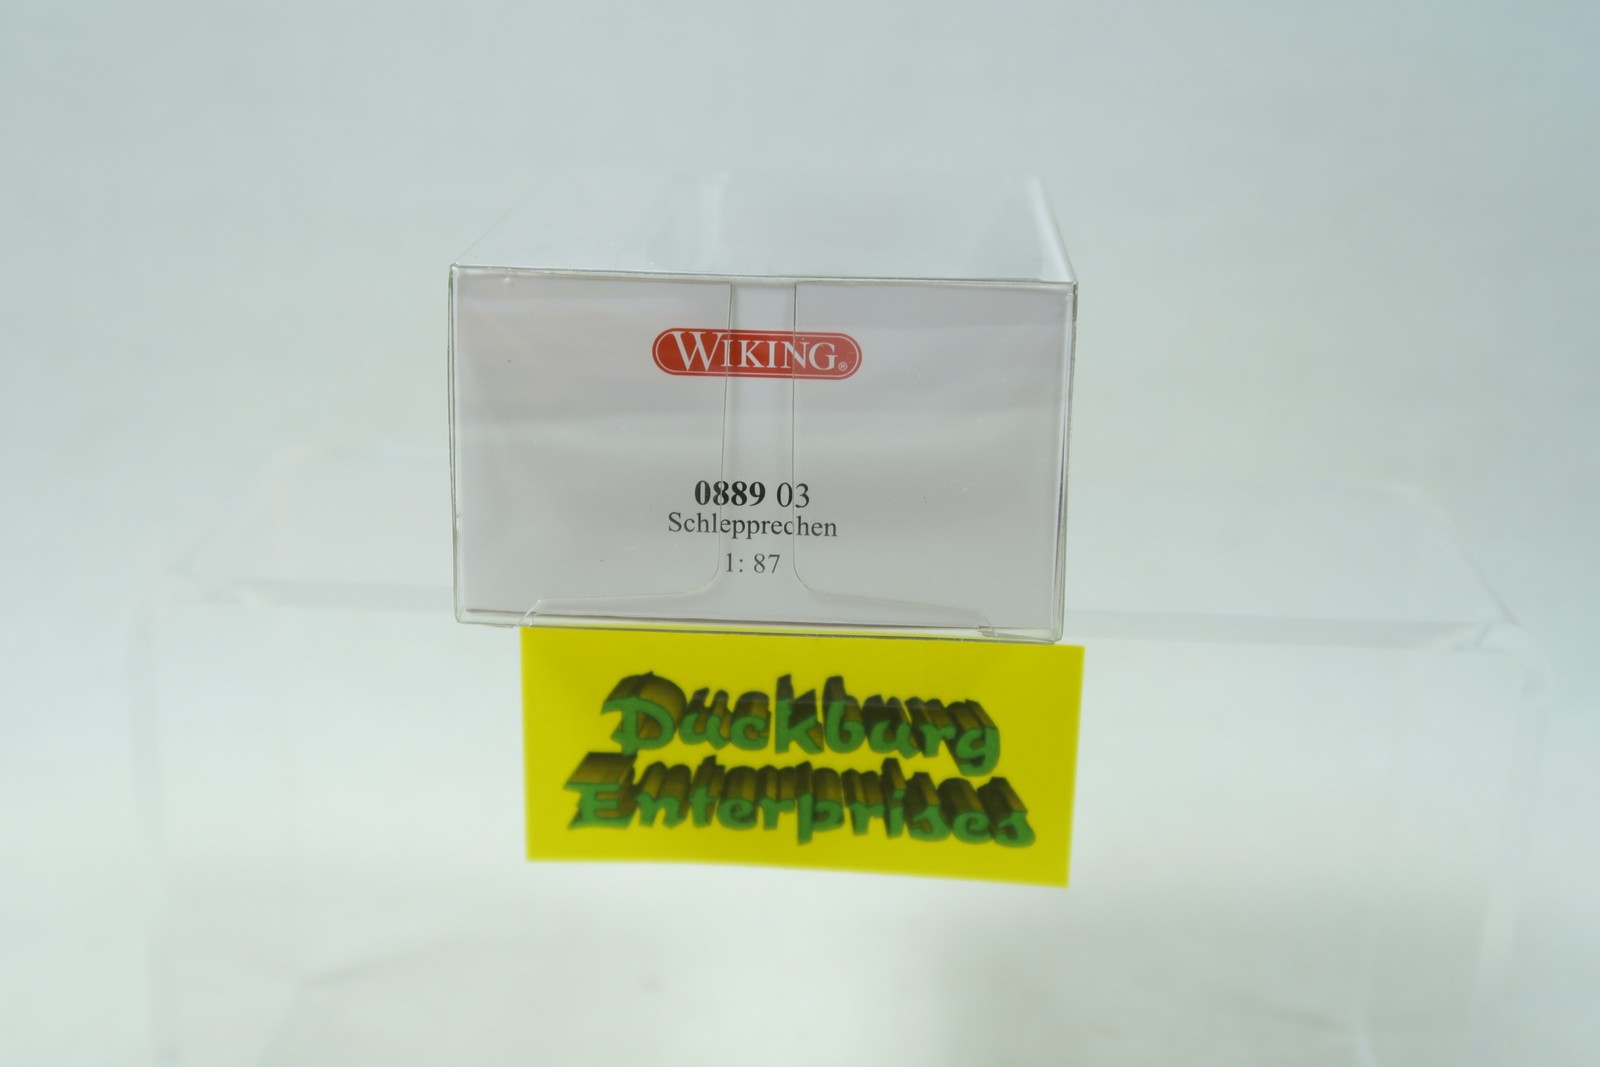 WIKING®
0889 03
Schlepprechen
1: 87
Duckburg
Enterprises